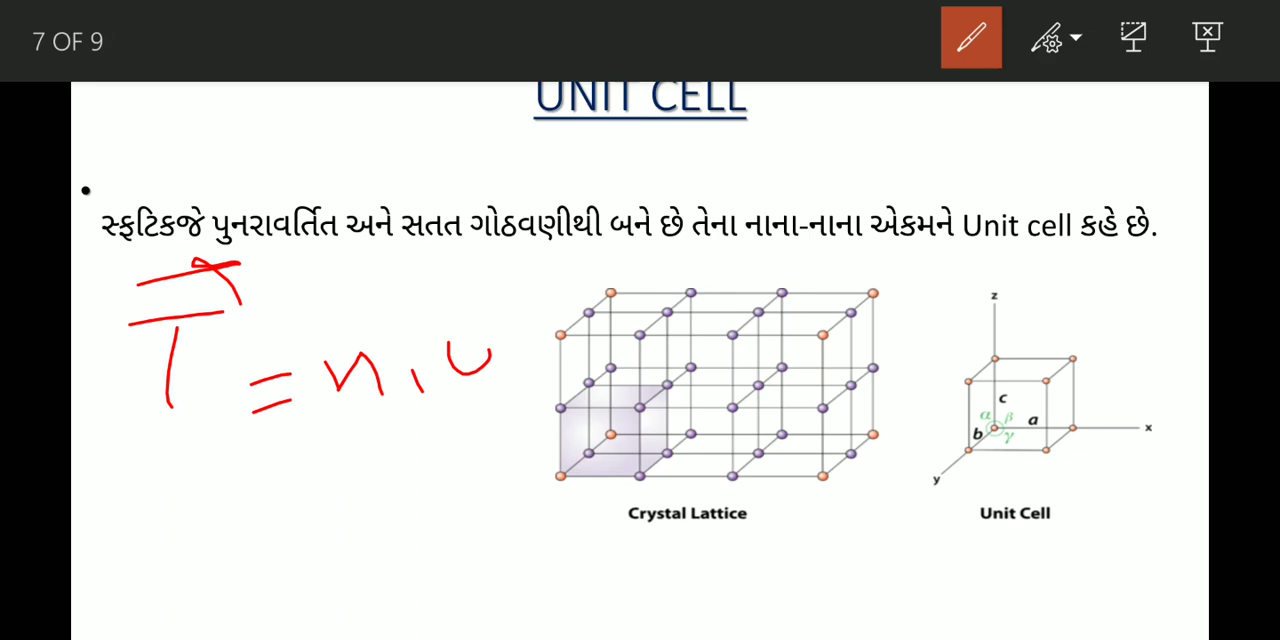 7 OF 9
UNIT CELL
• સ્ફટિકજે પુનરાવર્તિત અને સતત ગોઠવણીથી બને છે તેના નાના-નાના એકમને Unit cell કહે છે.
T = n1
z
c
α β
a
x
b
γ
y
Crystal Lattice
Unit Cell